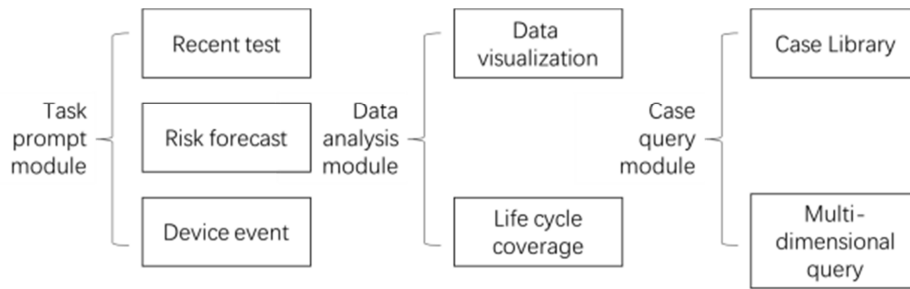 Task
prompt
module
Recent test
Risk forecast
Device event
Data
analysis
module
Data
visualization
Life cycle
coverage
Case
query
module
Case Library
Multi-
dimensional
query